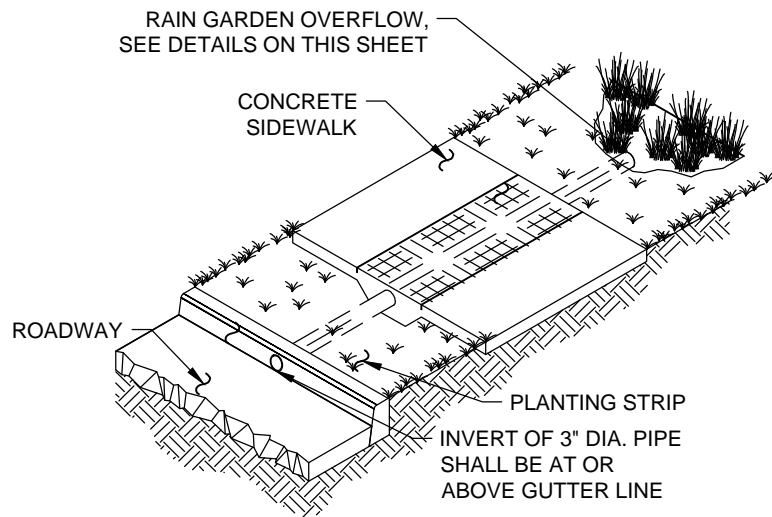 RAIN GARDEN OVERFLOW,
SEE DETAILS ON THIS SHEET
CONCRETE
SIDEWALK
ROADWAY
PLANTING STRIP
INVERT OF 3" DIA. PIPE
SHALL BE AT OR
ABOVE GUTTER LINE